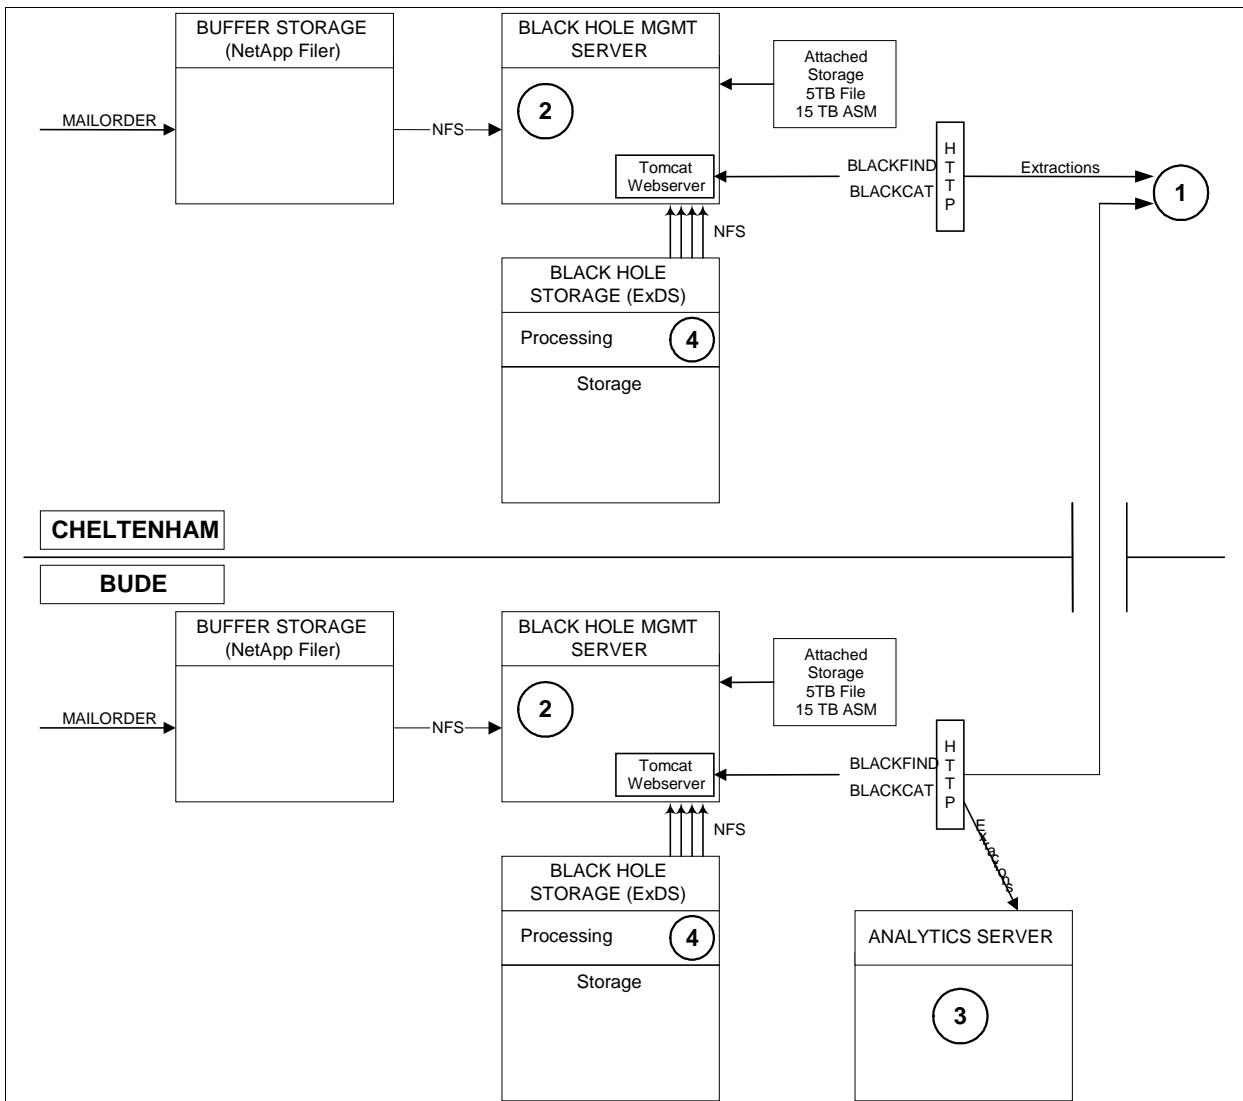 BUFFER STORAGE
(NetApp Filer)
BLACK HOLE MGMT
SERVER
Attached
Storage
5TB File
15 TB ASM
2
MAILORDER
NFS
Tomcat
Webserver
BLACKFIND
BLACKCAT
H
T
T
P
Extractions
1
NFS
BLACK HOLE
STORAGE (ExDS)
Processing
4
Storage
CHELTENHAM
BUDE
BUFFER STORAGE
(NetApp Filer)
BLACK HOLE MGMT
SERVER
Attached
Storage
5TB File
15 TB ASM
2
MAILORDER
NFS
Tomcat
Webserver
BLACKFIND
BLACKCAT
H
T
T
P
Extractions
NFS
BLACK HOLE
STORAGE (ExDS)
Processing
4
Storage
ANALYTICS SERVER
3